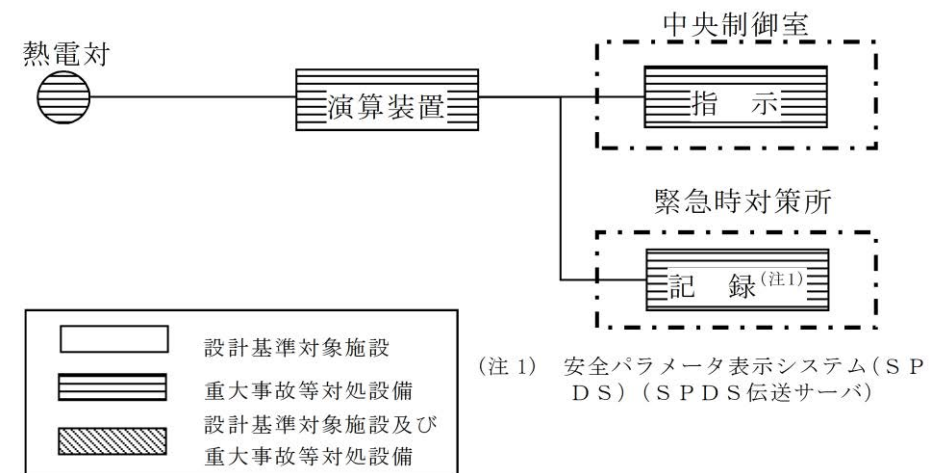 中央制御室
熱電対
演算装置
指　示
緊急時対策所
記　録(注1)
設計基準対象施設
重大事故等対処設備
設計基準対象施設及び
重大事故等対処設備
(注 1)　安全パラメータ表示システム(ＳＰ
ＤＳ)(ＳＰＤＳ伝送サーバ)